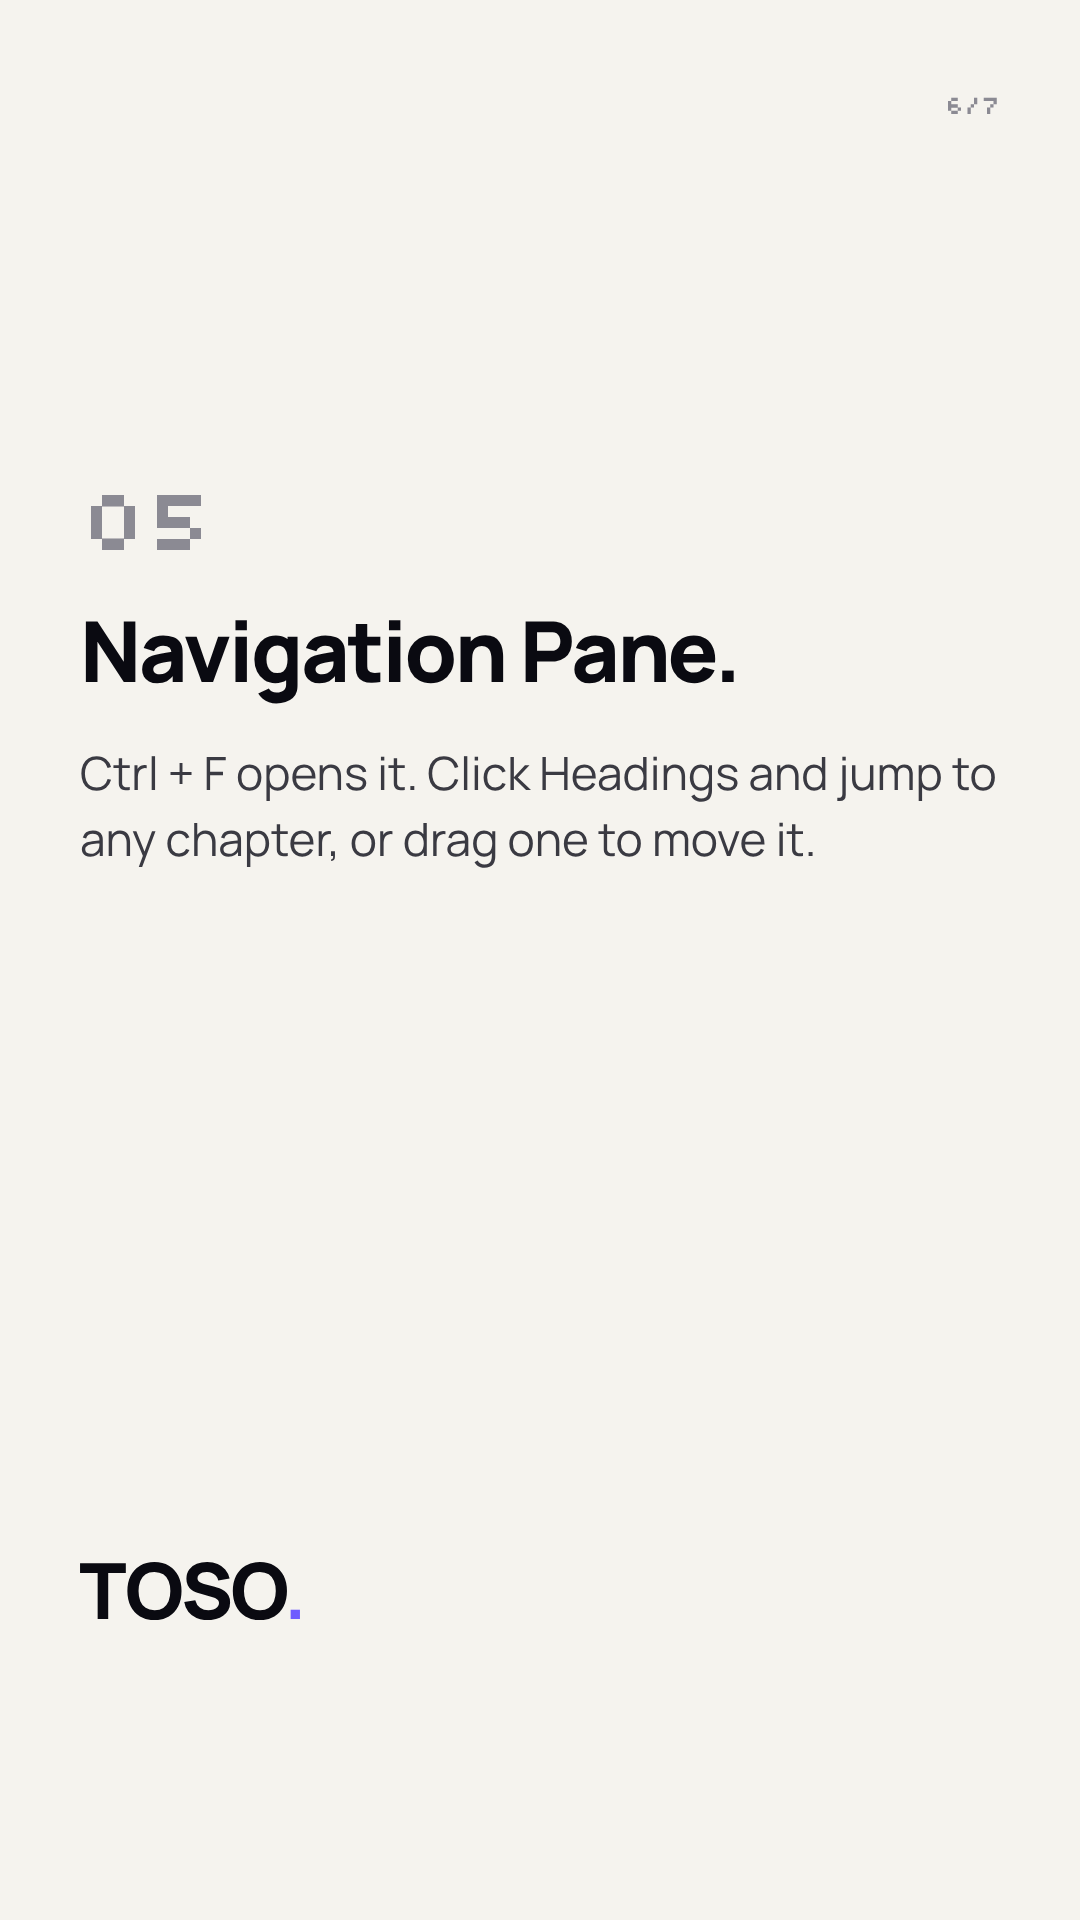 6/7
05
Navigation Pane.
Ctrl + F opens it. Click Headings and jump to
any chapter, or drag one to move it.
TOSO.